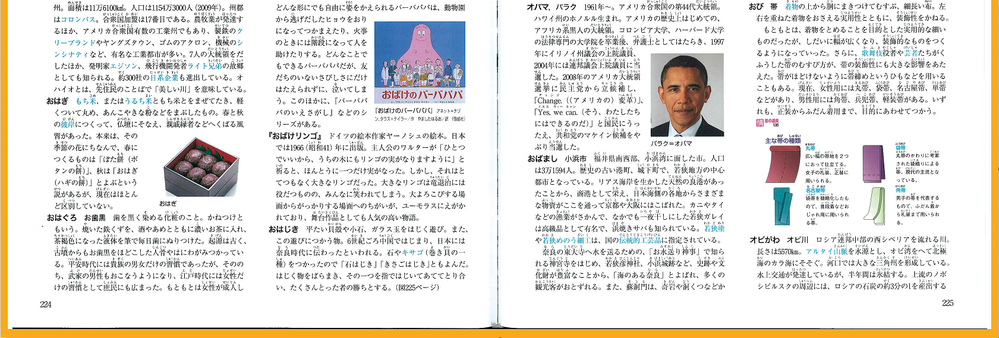 州。面積は11万6100km²。人口は1154万3000人（2009年）。州都
はコロンバス。合衆国加盟は17番目である。農牧業が発達す
るほか、アメリカ合衆国有数の工業州でもあり、製鉄のク
リーブランドやヤングズタウン、ゴムのアクロン、機械のシ
ンシナティなど、有名な工業都市が多い。7人の大統領をだ
したほか、発明家エジソン、飛行機開発者ライト兄弟の故郷
としても知られる。約300社の日系企業も進出している。オ
ハイオとは、先住民のことばで「美しい川」を意味している。
おはぎ もち米、またはうるち米ともち米とをまぜてたき、軽
くついて丸め、あんこやきな粉などをまぶしたもの。春と秋
の彼岸につくって、仏壇にそなえ、親戚縁者などへくばる風
習があった。本来は、その
季節の花にちなんで、春に
つくるものは「ぼた餅（ボ
タンの餅）」、秋は「おはぎ
（ハギの餅）」とよぶという
説があるが、現在はほとん
ど区別していない。
おはぎ
おはぐろ お歯黒 歯を黒く染める化粧のこと。かねつけと
もいう。焼いた鉄くずを、酒やあめとともに濃いお茶に入れ、
茶褐色になった液体を筆で毎日歯にぬりつけた。起源は古く、
古墳からもお歯黒をほどこした人骨やはにわがみつかってい
る。平安時代には貴族の男女だけの習慣であったが、そのの
ち、武家の男性もおこなうようになり、江戸時代には女性だ
けの習慣として庶民にも広まった。もともとは女性が成人し
224
どんな形にでも自由に姿をかえられるバーバパパは、動物園
から逃げだしたヒョウをおり
になってつかまえたり、火事
のときには階段になって人を
助けたりする。どんなことで
もできるバーバパパだが、友
だちのいないさびしさにだけ
はたえられずに、泣いてしま
う。このほかに、『バーバパ
パのいえさがし』などのシ
リーズがある。
おばけのバーバパパ
『おばけのバーバパパ』 アネット＝チゾ
ン、タラス＝テイラー／作 やましたはるお／訳（偕成社）
『おばけリンゴ』 ドイツの絵本作家ヤーノシュの絵本。日本
では1966（昭和41）年に出版。主人公のワルターが「ひとつ
でいいから、うちの木にもリンゴの実がなりますように」と
祈ると、ほんとうに一つだけ実がなった。しかし、それはと
てつもなく大きなリンゴだった。大きなリンゴは竜退治には
役だつものの、みんなに笑われてしまう。大よろこびする場
面からがっかりする場面へのちがいが、ユーモラスにえがか
れており、舞台作品としても人気の高い物語。
おはじき 平たい貝殻や小石、ガラス玉をはじく遊び。また、
この遊びにつかう物。6世紀ごろ中国ではじまり、日本には
奈良時代に伝わったといわれる。石やキサゴ（巻き貝の一
種）をつかったので「石はじき」「きさごはじき」ともよんだ。
はじく物をばらまき、その一つを指ではじいてあててとり合
い、たくさんとった者の勝ちとする。（図225ページ）
オバマ，バラク 1961年〜。アメリカ合衆国の第44代大統領。
ハワイ州のホノルル生まれ。アメリカの歴史上はじめての、
アフリカ系黒人の大統領。コロンビア大学、ハーバード大学
の法律専門の大学院を卒業後、弁護士としてはたらき、1997
年にイリノイ州議会の上院議員、
2004年には連邦議会上院議員に当
選した。2008年のアメリカ大統領
選挙に民主党から立候補し、
「Change.（（アメリカの）変革）」、
「Yes, we can.（そう、わたしたち
にはできるのだ）」と国民にうっ
たえ、共和党のマケイン候補をや
ぶり当選した。
バラク＝オバマ
おばまし 小浜市 福井県南西部、小浜湾に面した市。人口
は3万1594人。歴史の古い港町、城下町で、若狭地方の中心
都市となっている。リアス海岸を生かした天然の良港があっ
たことから、商港として栄え、日本海側の各地からさまざま
な物資がここを通って京都や大阪にはこばれた。カニやタイ
などの漁業がさかんで、なかでも一夜干しにした若狭ガレイ
は高級品として有名で、浜焼きサバも知られている。若狭塗
や若狭めのう細工は、国の伝統的工芸品に指定されている。
奈良の東大寺へ水を送るための、「お水送り神事」で知ら
れる神宮寺をはじめ、若狭彦神社、小浜城跡など、史跡や文
化財が豊富なことから、「海のある奈良」とよばれ、多くの
観光客がおとずれる。また、蘇洞門は、奇岩や洞くつなどか
おび 帯 着物の上から胴にまきつけてむすぶ、細長い布。左
右を重ねた着物をおさえる実用性とともに、装飾性をかねる。
もともとは、着物をとめることを目的とした実用的な細い
ものだったが、しだいに幅が広くなり、装飾的なものをつく
るようになっていった。さらに、歌舞伎役者や芸者たちがく
ふうした帯のむすび方が、帯の装飾性にも大きな影響をあた
えた。帯がほどけないように帯締めというひもなどを用いる
こともある。現在、女性用には丸帯、袋帯、名古屋帯、単帯
などがあり、男性用には角帯、兵児帯、軽装帯がある。いず
れも、正装からふだん着用まで、目的にあわせてつかう。
情 昔の道具
135
主な帯の種類
丸帯
広い幅の帯地を２つ
におって仕立てる。
女子の礼装、正装に
用いられる。
袋帯
丸帯のかわりに考案
された袋織りによる
帯。現代の主流とな
っている。
名古屋帯
袋帯を簡略化したも
ので、普段着などお
しゃれ用に用いられ
る帯。
角帯
男子の帯を代表する
もので、ふだん着か
ら礼装まで用いられ
る。
オビがわ オビ川 ロシア連邦中部の西シベリアを流れる川。
長さは5570km。アルタイ山脈を水源とし、オビ湾をへて北極
海のカラ海にそそぐ。河口では大きな三角州を形成している。
水上交通が発達しているが、半年間は氷結する。上流のノボ
シビルスクの周辺には、ロシアの石炭の約3分の1を産出する
225